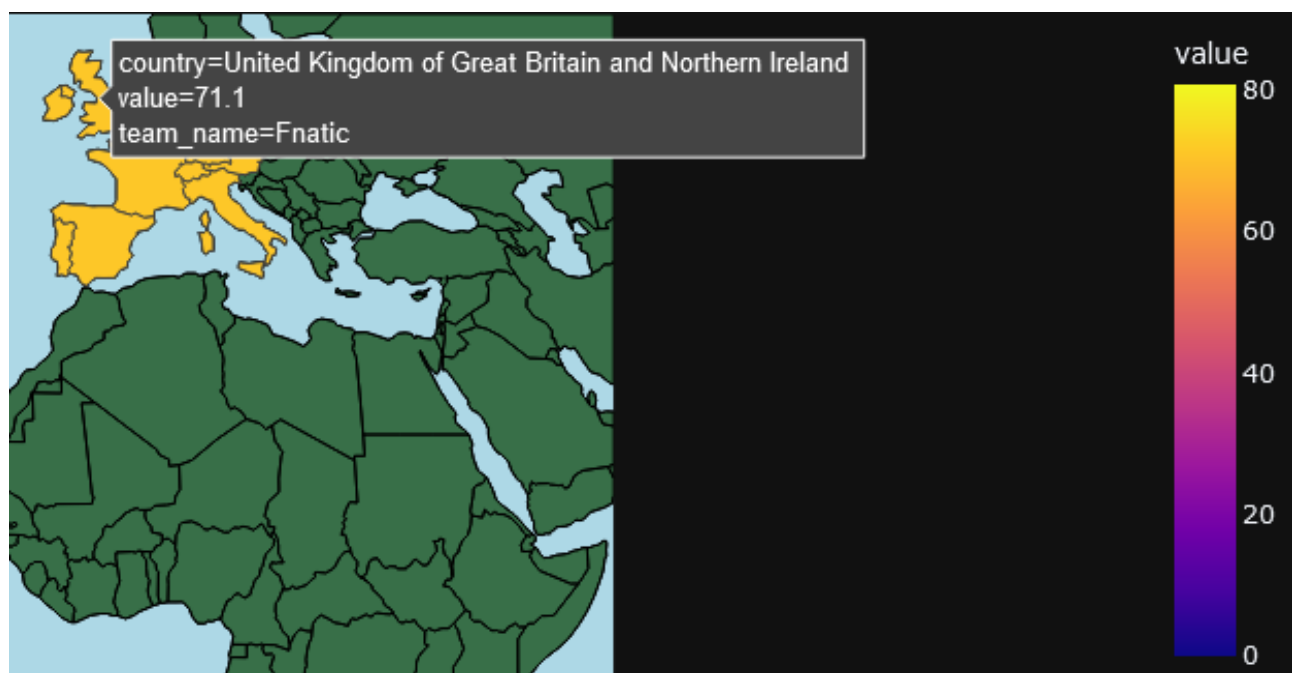 country=United Kingdom of Great Britain and Northern Ireland
value=71.1
team_name=Fnatic
value
80
60
40
20
0